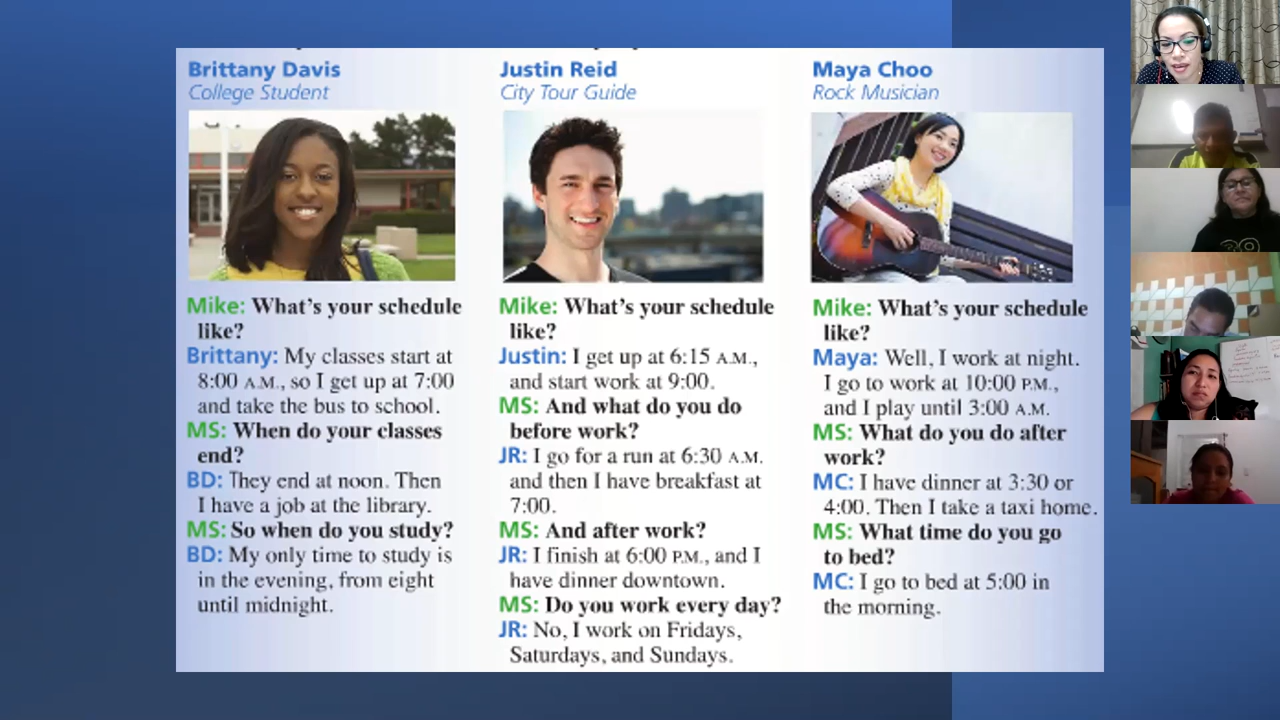 Brittany Davis
College Student
Mike: What's your schedule
like?
Brittany: My classes start at
8:00 A.M., so I get up at 7:00
and take the bus to school.
MS: When do your classes
end?
BD: They end at noon. Then
I have a job at the library.
MS: So when do you study?
BD: My only time to study is
in the evening, from eight
until midnight.
Justin Reid
City Tour Guide
Mike: What's your schedule
like?
Justin: I get up at 6:15 A.M.,
and start work at 9:00.
MS: And what do you do
before work?
JR: I go for a run at 6:30 A.M.
and then I have breakfast at
7:00.
MS: And after work?
JR: I finish at 6:00 P.M., and I
have dinner downtown.
MS: Do you work every day?
JR: No, I work on Fridays,
Saturdays, and Sundays.
Maya Choo
Rock Musician
Mike: What's your schedule
like?
Maya: Well, I work at night.
I go to work at 10:00 P.M.,
and I play until 3:00 A.M.
MS: What do you do after
work?
MC: I have dinner at 3:30 or
4:00. Then I take a taxi home.
MS: What time do you go
to bed?
MC: I go to bed at 5:00 in
the morning.